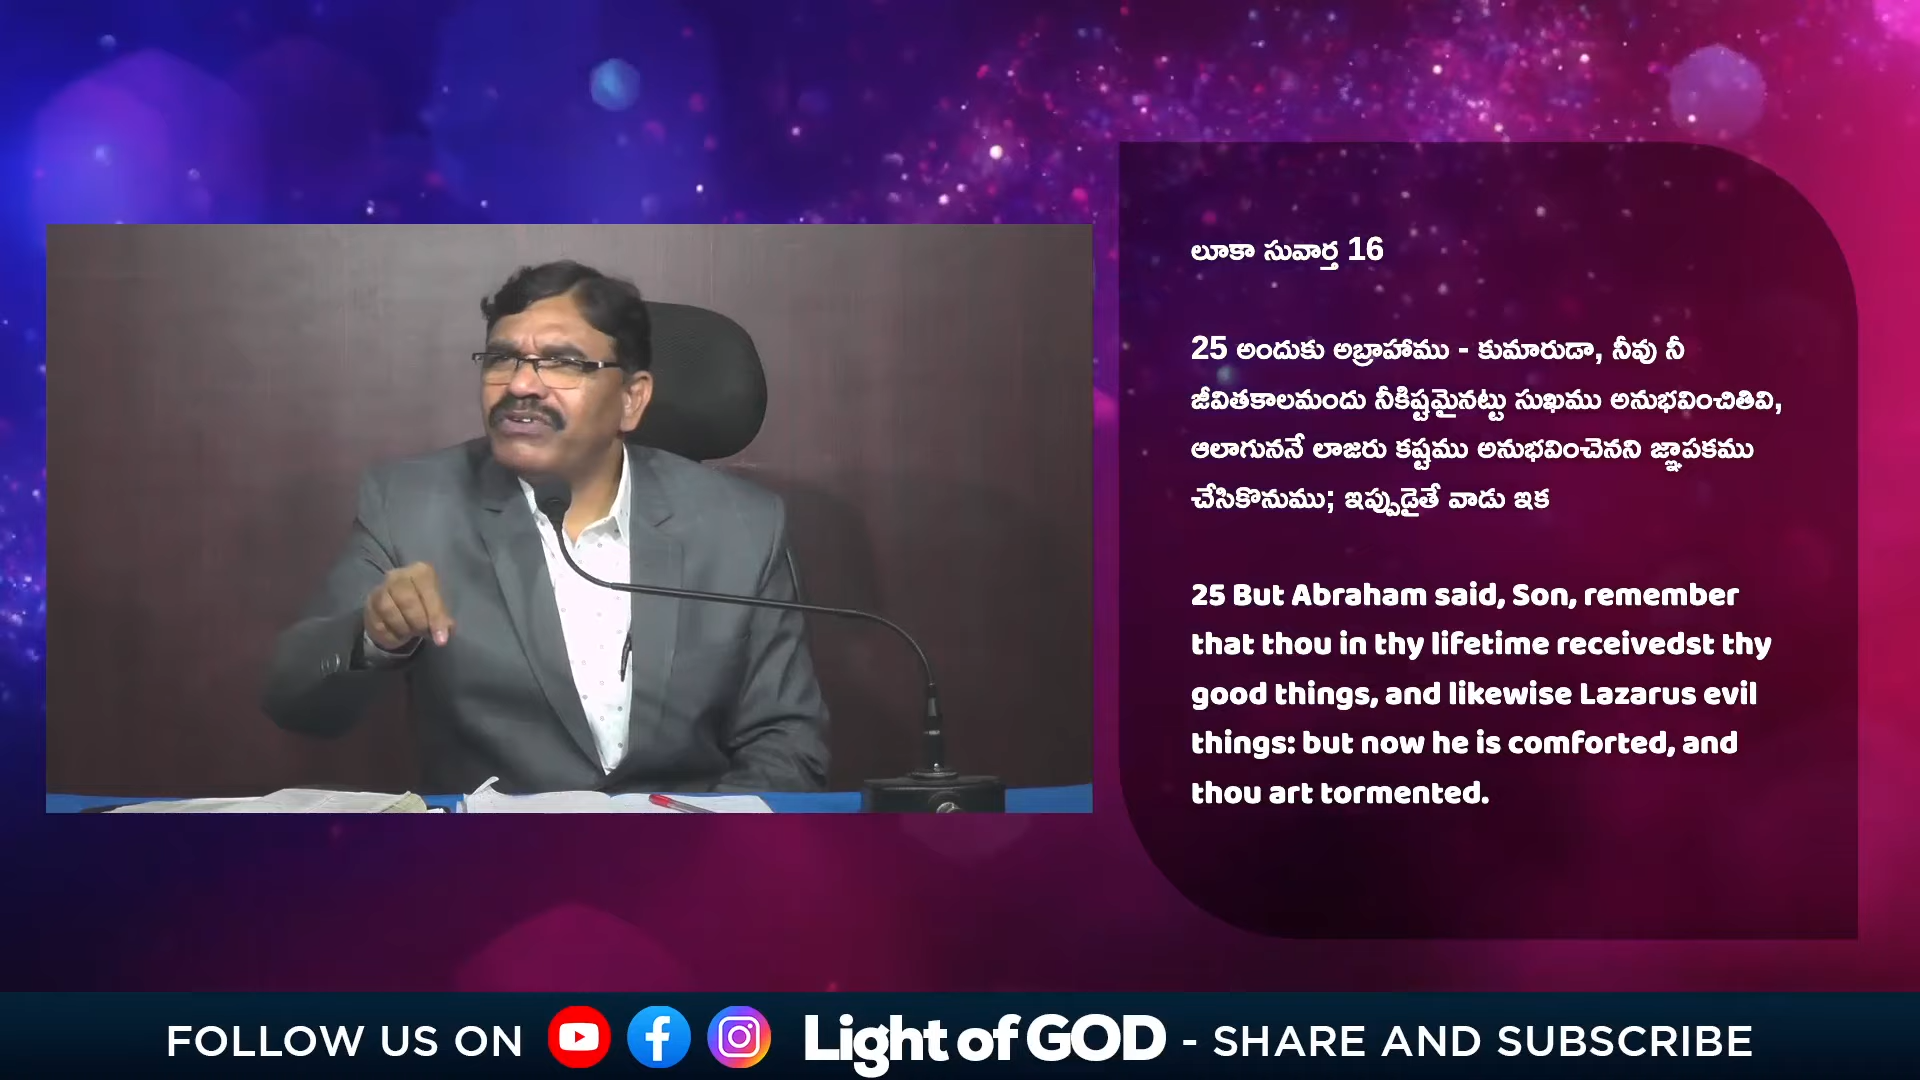 లూకా సువార్త 16
25 అందుకు అబ్రాహాము - కుమారుడా, నీవు నీ
జీవితకాలమందు నీకిష్టమైనట్టు సుఖము అనుభవించితివి,
ఆలాగుననే లాజరు కష్టము అనుభవించెనని జ్ఞాపకము
చేసికొనుము; ఇప్పుడైతే వాడు ఇక
25 But Abraham said, Son, remember
that thou in thy lifetime receivedst thy
good things, and likewise Lazarus evil
things: but now he is comforted, and
thou art tormented.
FOLLOW US ON Light of GOD - SHARE AND SUBSCRIBE